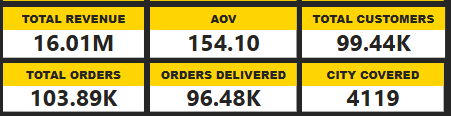 TOTAL REVENUE
16.01M
AOV
154.10
TOTAL CUSTOMERS
99.44K
TOTAL ORDERS
103.89K
ORDERS DELIVERED
96.48K
CITY COVERED
4119